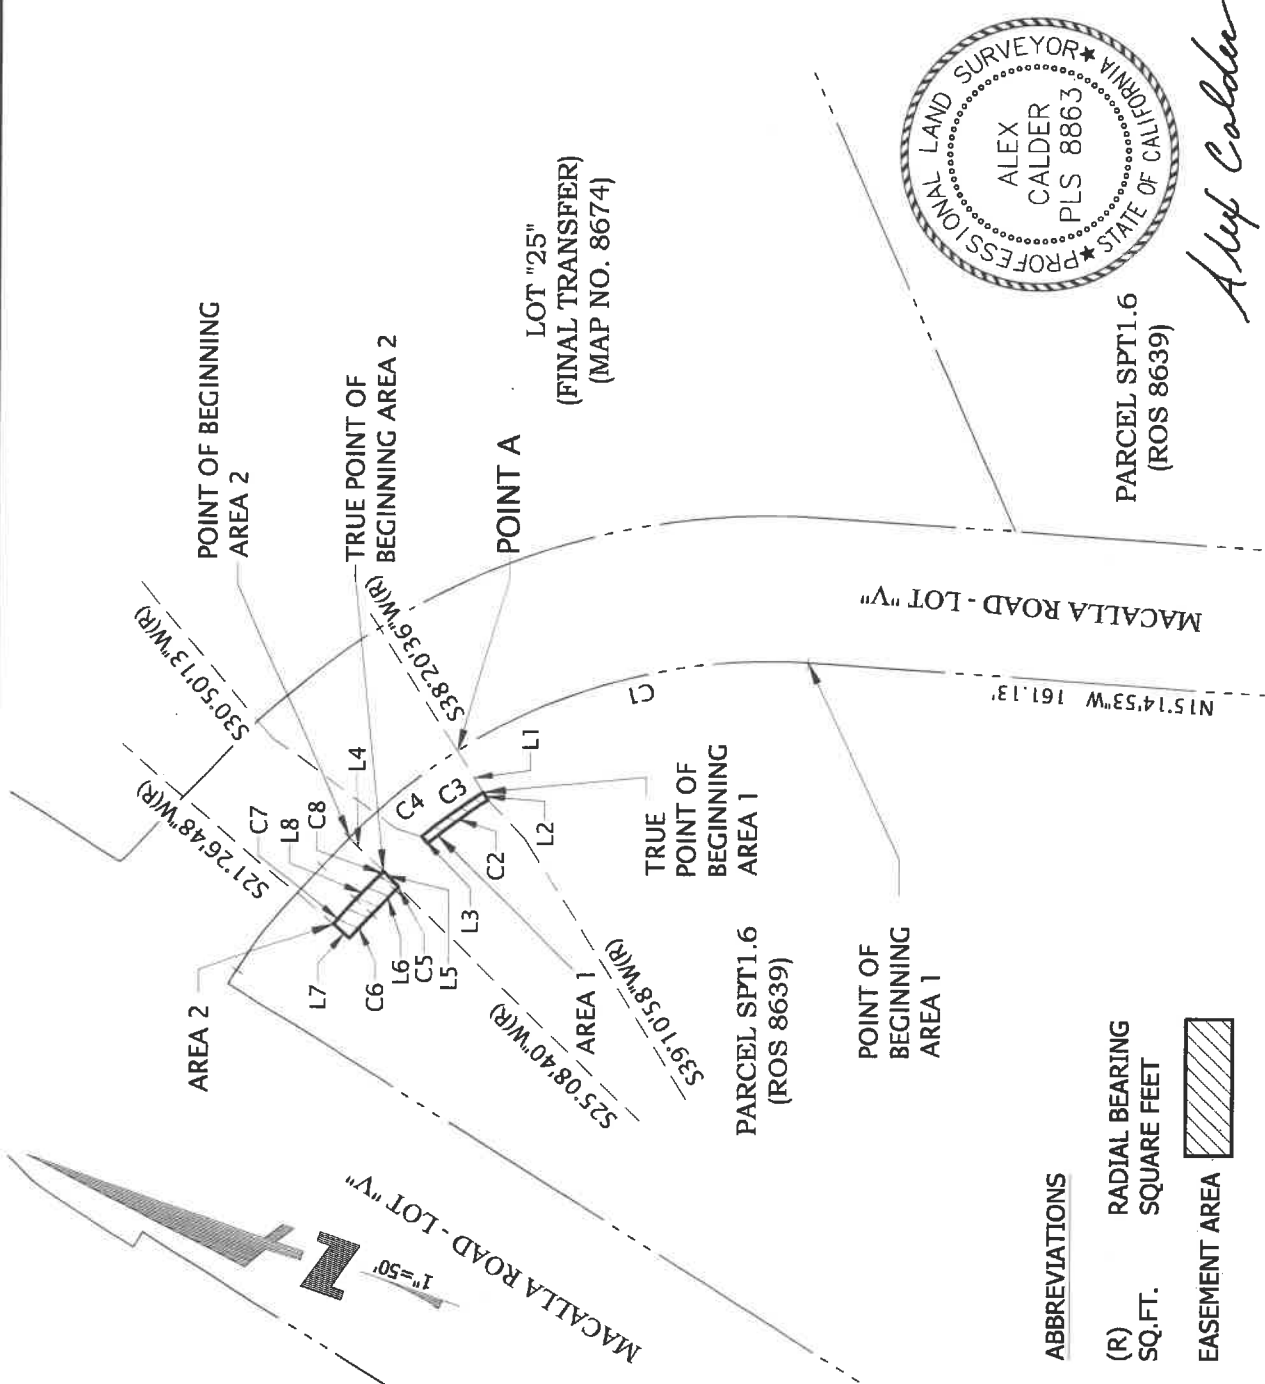 POINT OF BEGINNING
AREA 2
TRUE POINT OF
BEGINNING AREA 2
POINT A
LOT "25"
(FINAL TRANSFER)
(MAP NO. 8674)
S30°50'13"W(R)
S38°20'36"W(R)
S21°26'48"W(R)
C7
L8
C8
L4
C4
C3
L1
L2
C2
L3
C1
AREA 2
L7
C6
L6
C5
L5
AREA 1
TRUE
POINT OF
BEGINNING
AREA 1
S25°08'40"W(R)
S39°10'58"W(R)
PARCEL SPT1.6
(ROS 8639)
POINT OF
BEGINNING
AREA 1
MACALLA ROAD - LOT "V"
N15°14'53"W 161.13'
PARCEL SPT1.6
(ROS 8639)
PROFESSIONAL LAND SURVEYOR
STATE OF CALIFORNIA
ALEX
CALDER
PLS 8863
Alex Calder
1"=50'
MACALLA ROAD - LOT "V"
ABBREVIATIONS
(R) RADIAL BEARING
SQ.FT. SQUARE FEET
EASEMENT AREA